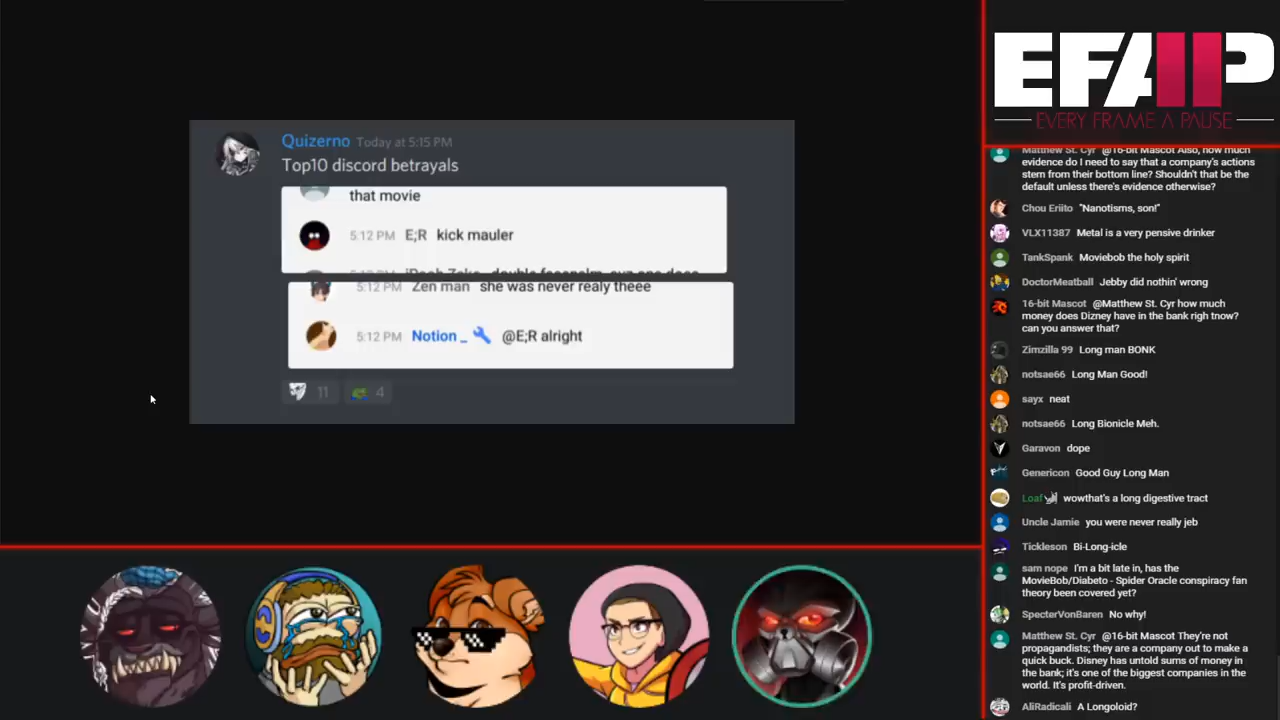 Quizerno Today at 5:15 PM
Top10 discord betrayals
that movie
5:12 PM E;R kick mauler
5:12 PM Zen man she was never realy theee
5:12 PM Notion _ @E;R alright
11 4
EFAP
EVERY FRAME A PAUSE
Matthew St. Cyr @16-bit Mascot Also, how much
evidence do I need to say that a company's actions
stem from their bottom line? Shouldn't that be the
default unless there's evidence otherwise?
Chou Eriito "Nanotisms, son!"
VLX11387 Metal is a very pensive drinker
TankSpank Moviebob the holy spirit
DoctorMeatball Jebby did nothin' wrong
16-bit Mascot @Matthew St. Cyr how much
money does Dizney have in the bank righ tnow?
can you answer that?
Zimzilla 99 Long man BONK
notsae66 Long Man Good!
sayx neat
notsae66 Long Bionicle Meh.
Garavon dope
Genericon Good Guy Long Man
Loaf wowthat's a long digestive tract
Uncle Jamie you were never really jeb
Tickleson Bi-Long-icle
sam nope I'm a bit late in, has the
MovieBob/Diabeto - Spider Oracle conspiracy fan
theory been covered yet?
SpecterVonBaren No why!
Matthew St. Cyr @16-bit Mascot They're not
propagandists; they are a company out to make a
quick buck. Disney has untold sums of money in
the bank; it's one of the biggest companies in the
world. It's profit-driven.
AliRadicali A Longoloid?